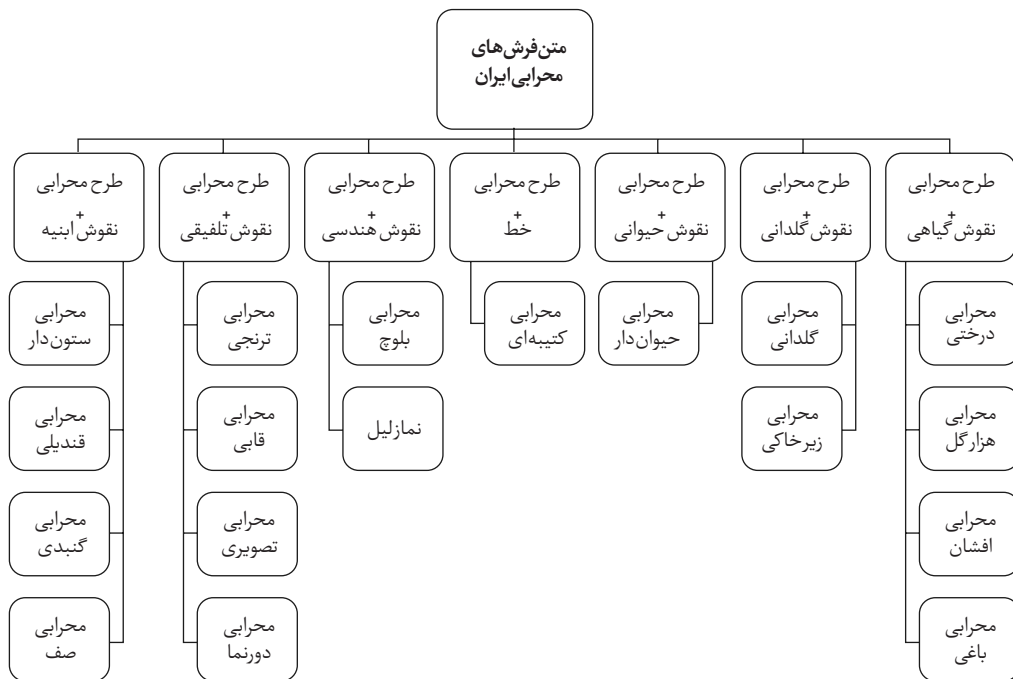 متن‌فرش‌های
محرابی ایران
طرح محرابی
+
نقوش گیاهی
طرح محرابی
+
نقوش گلدانی
طرح محرابی
+
نقوش حیوانی
طرح محرابی
+
خط
طرح محرابی
+
نقوش هندسی
طرح محرابی
+
نقوش تلفیقی
طرح محرابی
+
نقوش ابنیه
محرابی
درختی
محرابی
هزارگل
محرابی
افشان
محرابی
باغی
محرابی
گلدانی
محرابی
زیرخاکی
محرابی
حیوان‌دار
محرابی
کتیبه‌ای
محرابی
بلوچ
نمازلیل
محرابی
ترنجی
محرابی
قابی
محرابی
تصویری
محرابی
دورنما
محرابی
ستون‌دار
محرابی
قندیلی
محرابی
گنبدی
محرابی
صف